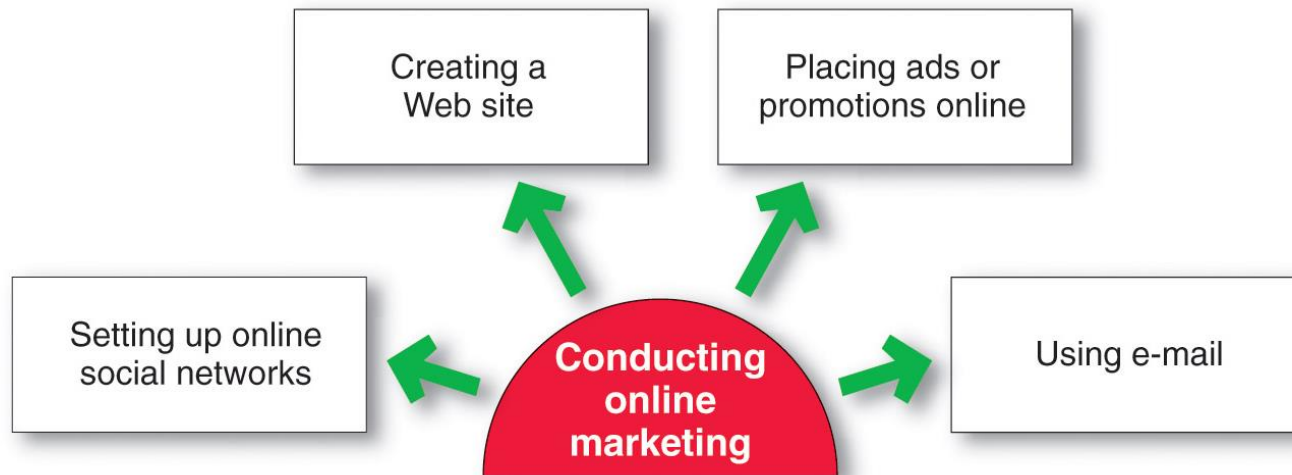 Creating a
Web site
Placing ads or
promotions online
Setting up online
social networks
Conducting
online
marketing
Using e-mail